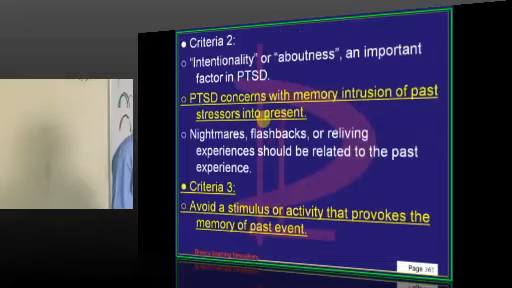 ● Criteria 2:
○ "Intentionality" or "aboutness", an important
factor in PTSD.
○ PTSD concerns with memory intrusion of past
stressors into present.
○ Nightmares, flashbacks, or reliving
experiences should be related to the past
experience.
● Criteria 3:
○ Avoid a stimulus or activity that provokes the
memory of past event.
Page 361